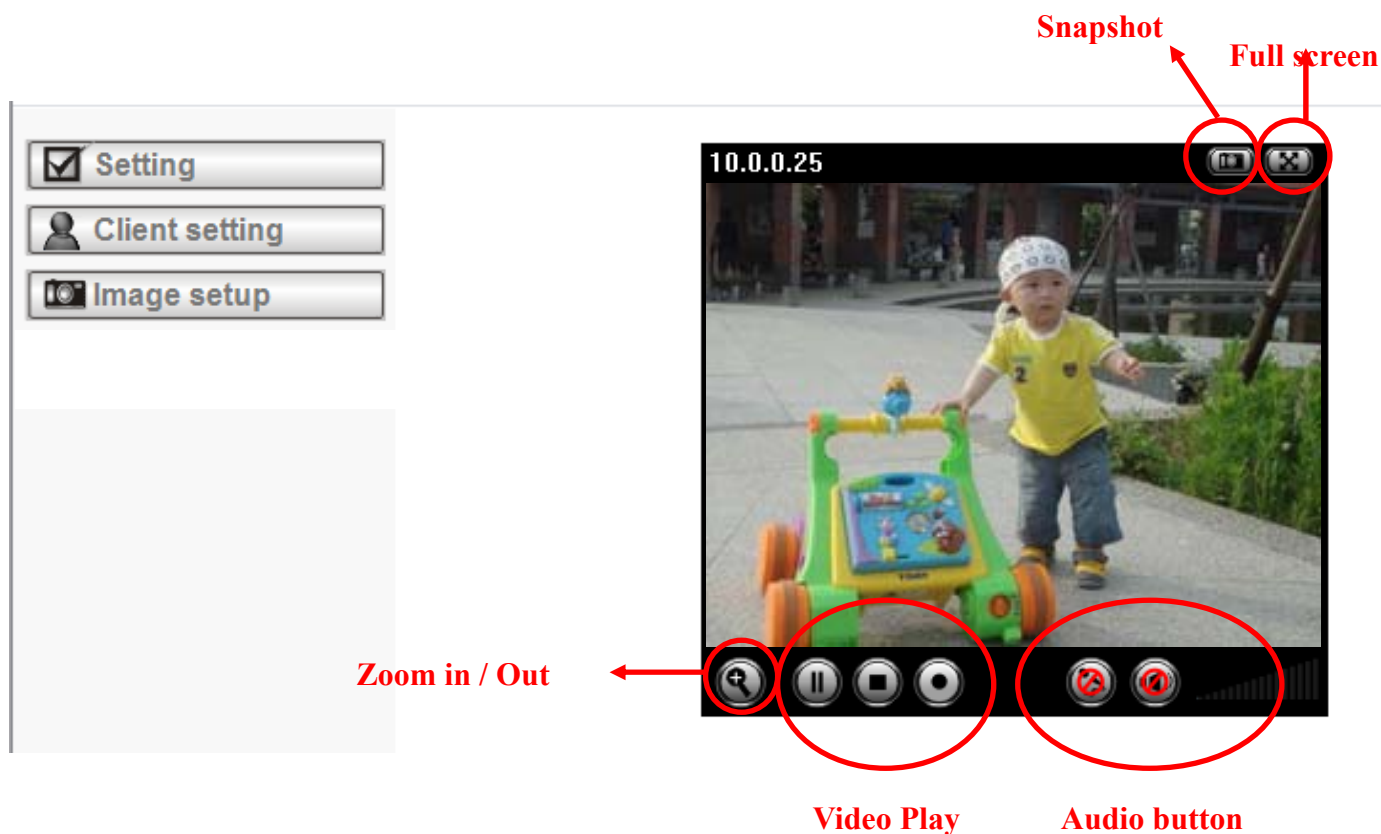 Snapshot
Full screen
Setting
Client setting
Image setup
10.0.0.25
2
Zoom in / Out
Video Play
Audio button